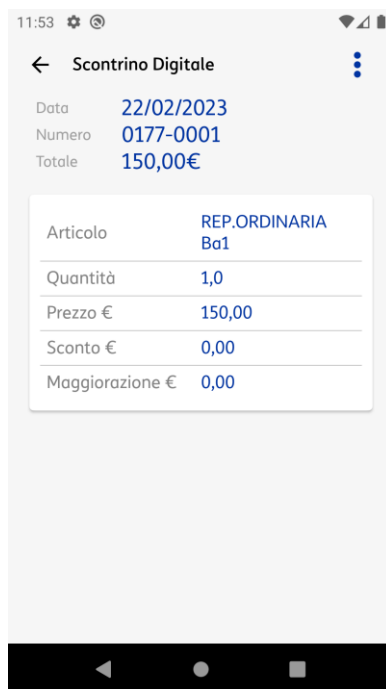 11:53
Scontrino Digitale
Data 22/02/2023
Numero 0177-0001
Totale 150,00€
Articolo REP.ORDINARIA
Ba1
Quantità 1,0
Prezzo € 150,00
Sconto € 0,00
Maggiorazione € 0,00